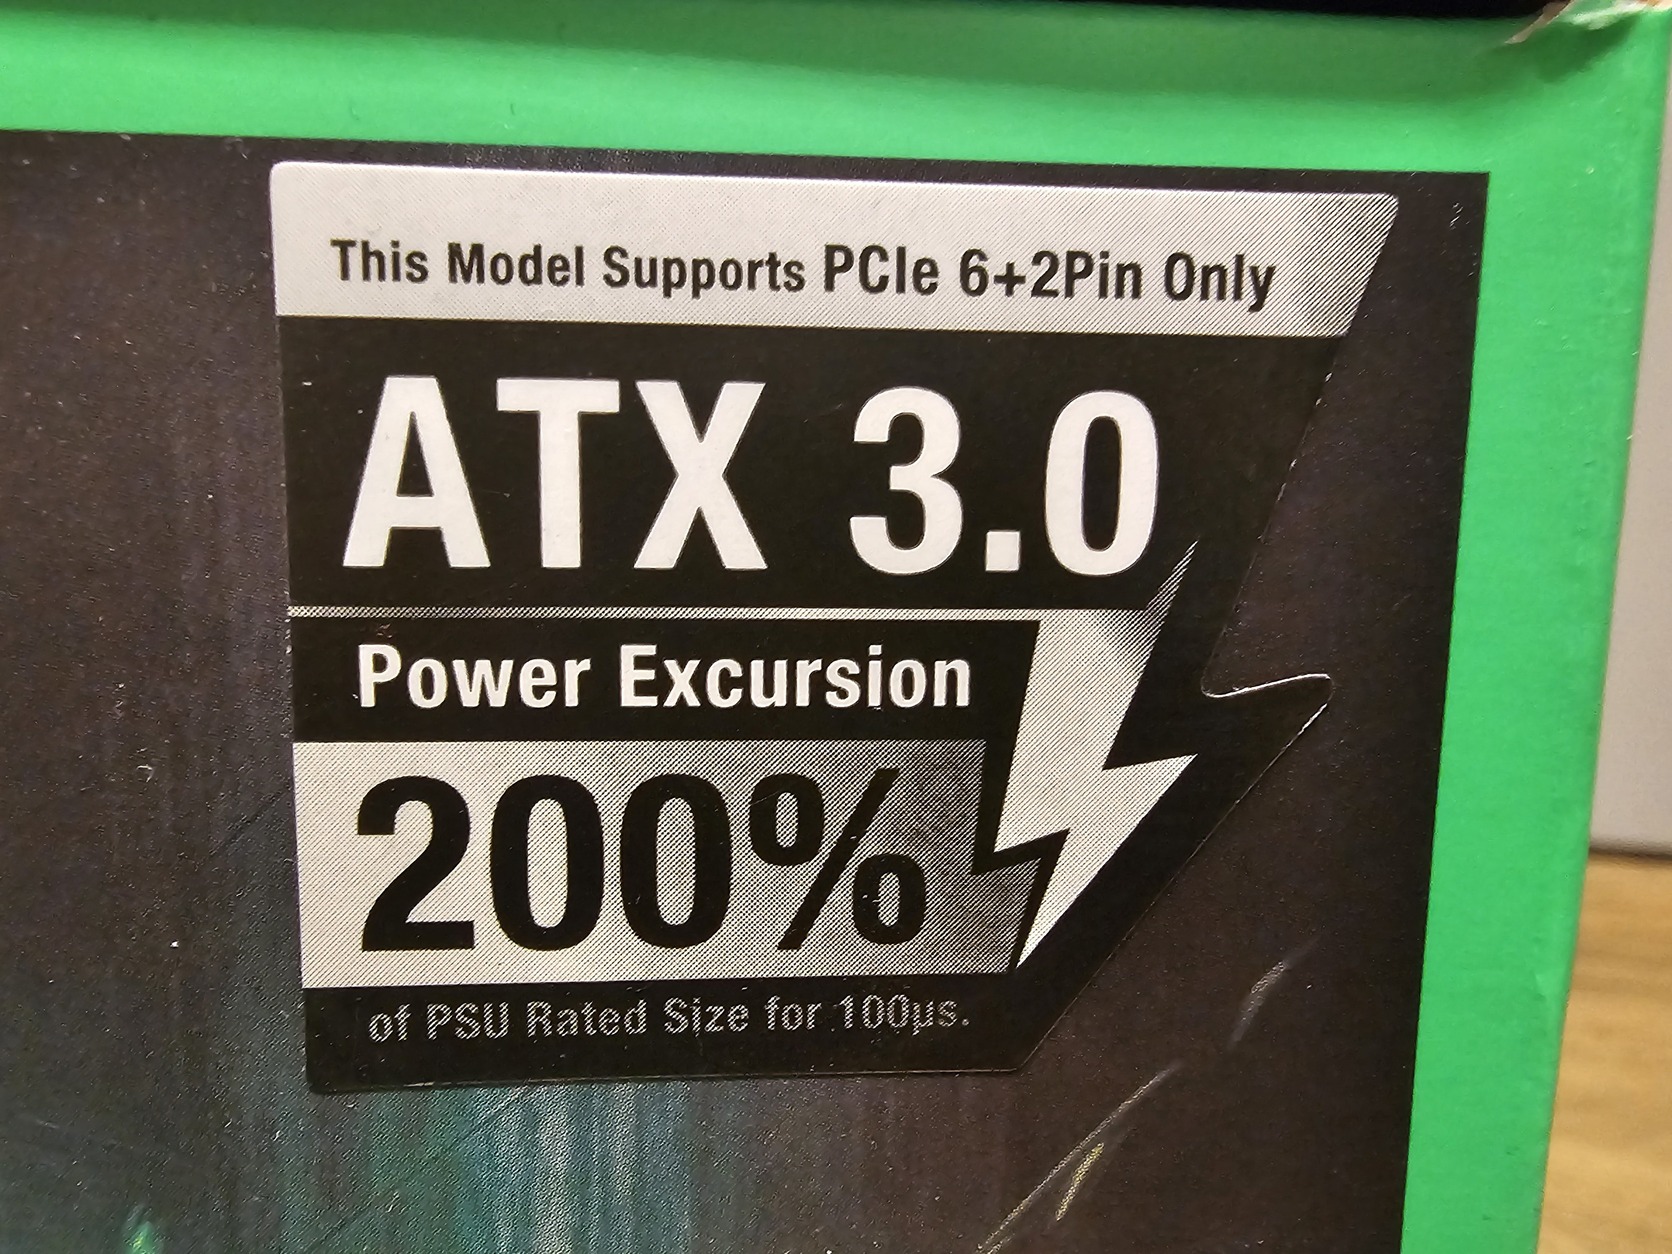 This Model Supports PCIe 6+2Pin Only
ATX 3.0
Power Excursion
200%
of PSU Rated Size for 100μs.